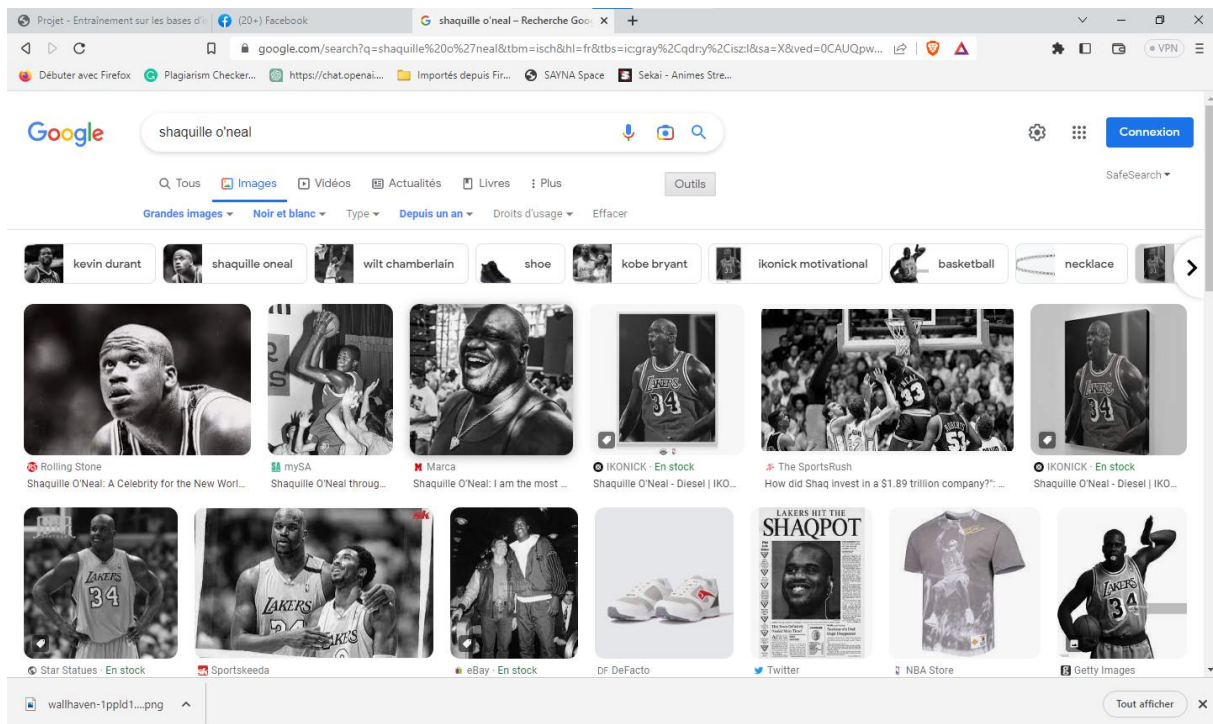 Projet - Entraînement sur les bases d'i
(20+) Facebook
shaquille o'neal – Recherche Goo
google.com/search?q=shaquille%20o%27neal&tbm=isch&hl=fr&tbs=ic:gray%2Cqdr:y%2Cisz:l&sa=X&ved=0CAUQpw...
VPN
Débuter avec Firefox
Plagiarism Checker...
https://chat.openai....
Importés depuis Fir...
SAYNA Space
Sekai - Animes Stre...
Google
shaquille o'neal
Connexion
Tous
Images
Vidéos
Actualités
Livres
Plus
Outils
SafeSearch
Grandes images
Noir et blanc
Type
Depuis un an
Droits d'usage
Effacer
kevin durant
shaquille oneal
wilt chamberlain
shoe
kobe bryant
ikonick motivational
basketball
necklace
LAKERS
34
LAKERS
34
33
52
Rolling Stone
mySA
Marca
IKONICK · En stock
The SportsRush
IKONICK · En stock
Shaquille O'Neal: A Celebrity for the New Worl...
Shaquille O'Neal throug...
Shaquille O'Neal: I am the most ...
Shaquille O'Neal - Diesel | IKO...
How did Shaq invest in a $1.89 trillion company?": ...
Shaquille O'Neal - Diesel | IKO...
LAKERS
34
LAKERS
sk
LAKERS HIT THE
SHAQPOT
LAKERS
34
Star Statues · En stock
Sportskeeda
eBay · En stock
DeFacto
Twitter
NBA Store
Getty Images
wallhaven-1ppld1....png
Tout afficher